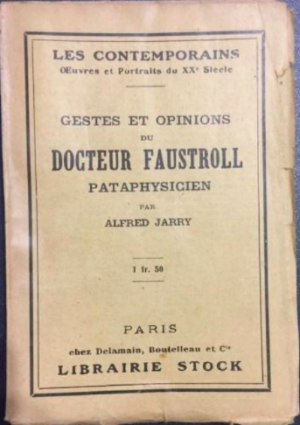 LES CONTEMPORAINS
Œuvres et Portraits du XXe Siècle
GESTES ET OPINIONS
DU
DOCTEUR FAUSTROLL
PATAPHYSICIEN
PAR
ALFRED JARRY
1 fr. 50
PARIS
chez Delamain, Boutelleau et Cie
LIBRAIRIE STOCK